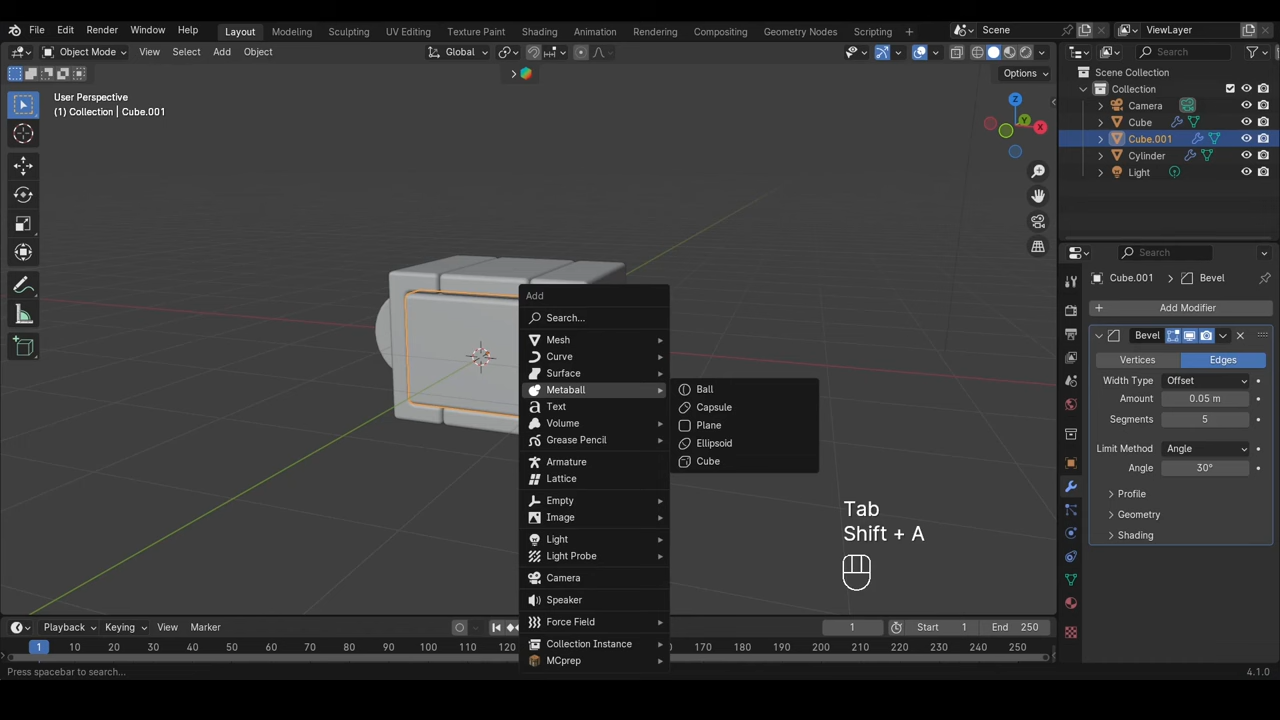 File Edit Render Window Help Layout Modeling Sculpting UV Editing Texture Paint Shading Animation Rendering Compositing Geometry Nodes Scripting + Scene ViewLayer
Object Mode View Select Add Object Global Search
Options
User Perspective
(1) Collection | Cube.001
Z
Y
X
Scene Collection
Collection
Camera
Cube
Cube.001
Cylinder
Light
Search
Cube.001 > Bevel
Add Modifier
Bevel
Vertices Edges
Width Type Offset
Amount 0.05 m
Segments 5
Limit Method Angle
Angle 30°
Profile
Geometry
Shading
Add
Search...
Mesh
Curve
Surface
Metaball
Text
Volume
Grease Pencil
Armature
Lattice
Empty
Image
Light
Light Probe
Camera
Speaker
Force Field
Collection Instance
MCprep
Ball
Capsule
Plane
Ellipsoid
Cube
Tab
Shift + A
Playback Keying View Marker 1 Start 1 End 250
1 10 20 30 40 50 60 70 80 90 100 110 120 170 180 190 200 210 220 230 240 250
Press spacebar to search... 4.1.0